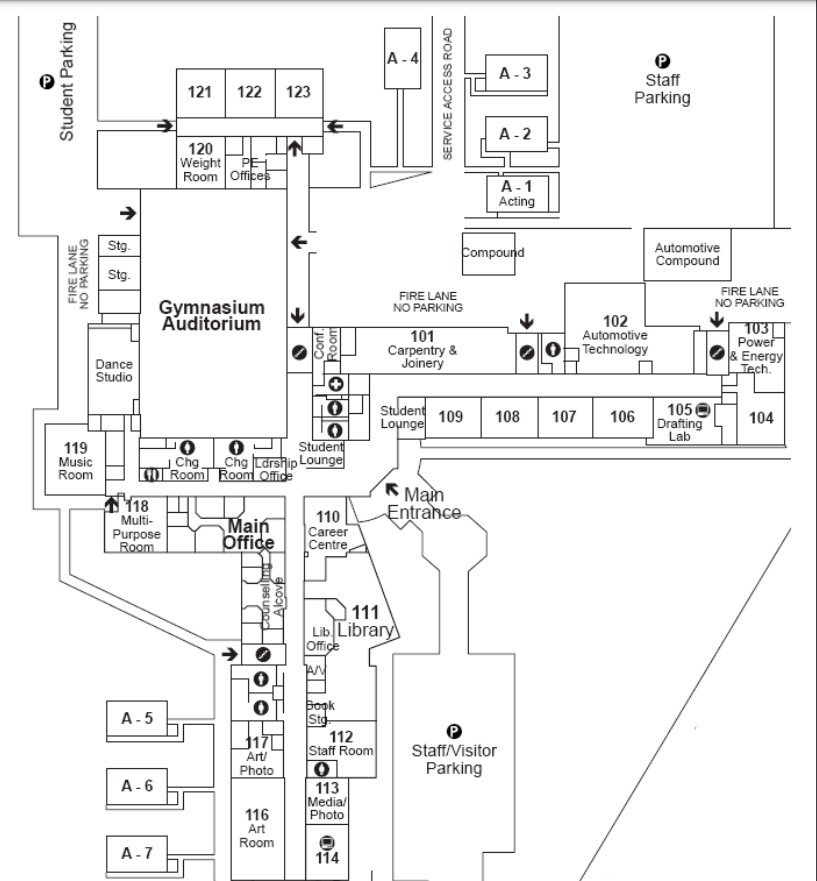 Student Parking
P
A - 4
SERVICE ACCESS ROAD
A - 3
P
Staff
Parking
121
122
123
A - 2
120
Weight
Room
PE
Offices
A - 1
Acting
Stg.
Stg.
FIRE LANE
NO PARKING
Compound
Automotive
Compound
Gymnasium
Auditorium
FIRE LANE
NO PARKING
FIRE LANE
NO PARKING
Conf.
Room
101
Carpentry &
Joinery
102
Automotive
Technology
103
Power
& Energy
Tech.
Dance
Studio
Student
Lounge
109
108
107
106
105
Drafting
Lab
104
119
Music
Room
Chg
Room
Chg
Room
Ldrship
Office
Student
Lounge
118
Multi-
Purpose
Room
Main
Office
110
Career
Centre
Main
Entrance
Counselling
Alcove
111
Library
Lib.
Office
A/V
Book
Stg.
A - 5
117
Art/
Photo
112
Staff Room
P
Staff/Visitor
Parking
A - 6
116
Art
Room
113
Media/
Photo
A - 7
114